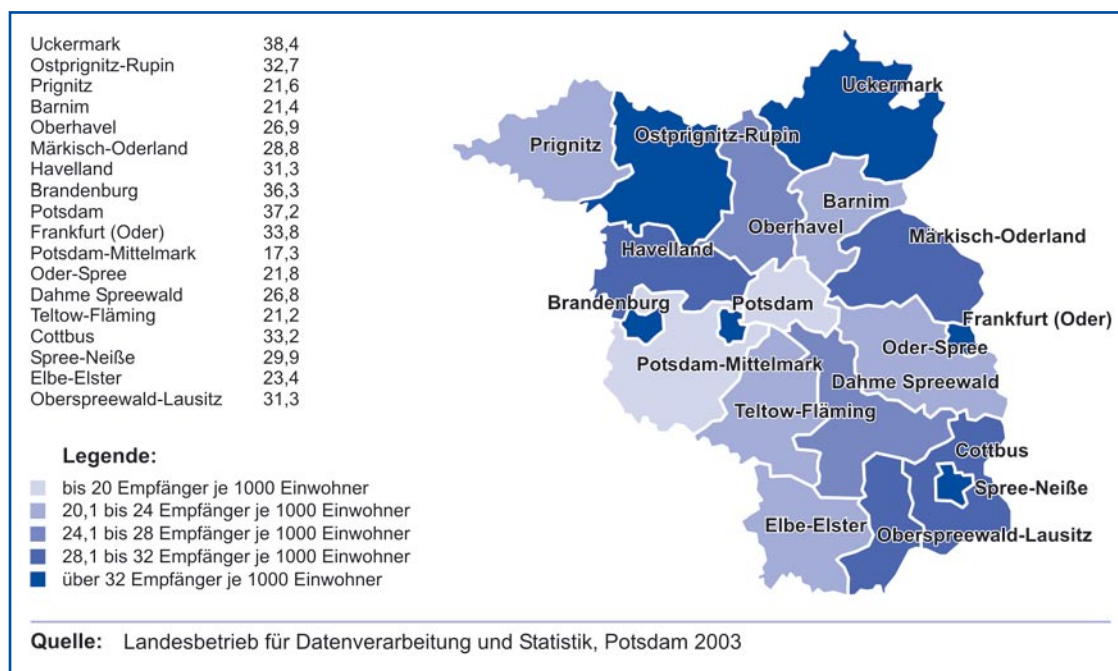 Uckermark 38,4
Ostprignitz-Rupin 32,7
Prignitz 21,6
Barnim 21,4
Oberhavel 26,9
Märkisch-Oderland 28,8
Havelland 31,3
Brandenburg 36,3
Potsdam 37,2
Frankfurt (Oder) 33,8
Potsdam-Mittelmark 17,3
Oder-Spree 21,8
Dahme Spreewald 26,8
Teltow-Fläming 21,2
Cottbus 33,2
Spree-Neiße 29,9
Elbe-Elster 23,4
Oberspreewald-Lausitz 31,3
Legende:
bis 20 Empfänger je 1000 Einwohner
20,1 bis 24 Empfänger je 1000 Einwohner
24,1 bis 28 Empfänger je 1000 Einwohner
28,1 bis 32 Empfänger je 1000 Einwohner
über 32 Empfänger je 1000 Einwohner
Uckermark
Ostprignitz-Rupin
Prignitz
Barnim
Oberhavel
Märkisch-Oderland
Havelland
Brandenburg
Potsdam
Frankfurt (Oder)
Oder-Spree
Potsdam-Mittelmark
Dahme Spreewald
Teltow-Fläming
Cottbus
Spree-Neiße
Elbe-Elster
Oberspreewald-Lausitz
Quelle: Landesbetrieb für Datenverarbeitung und Statistik, Potsdam 2003